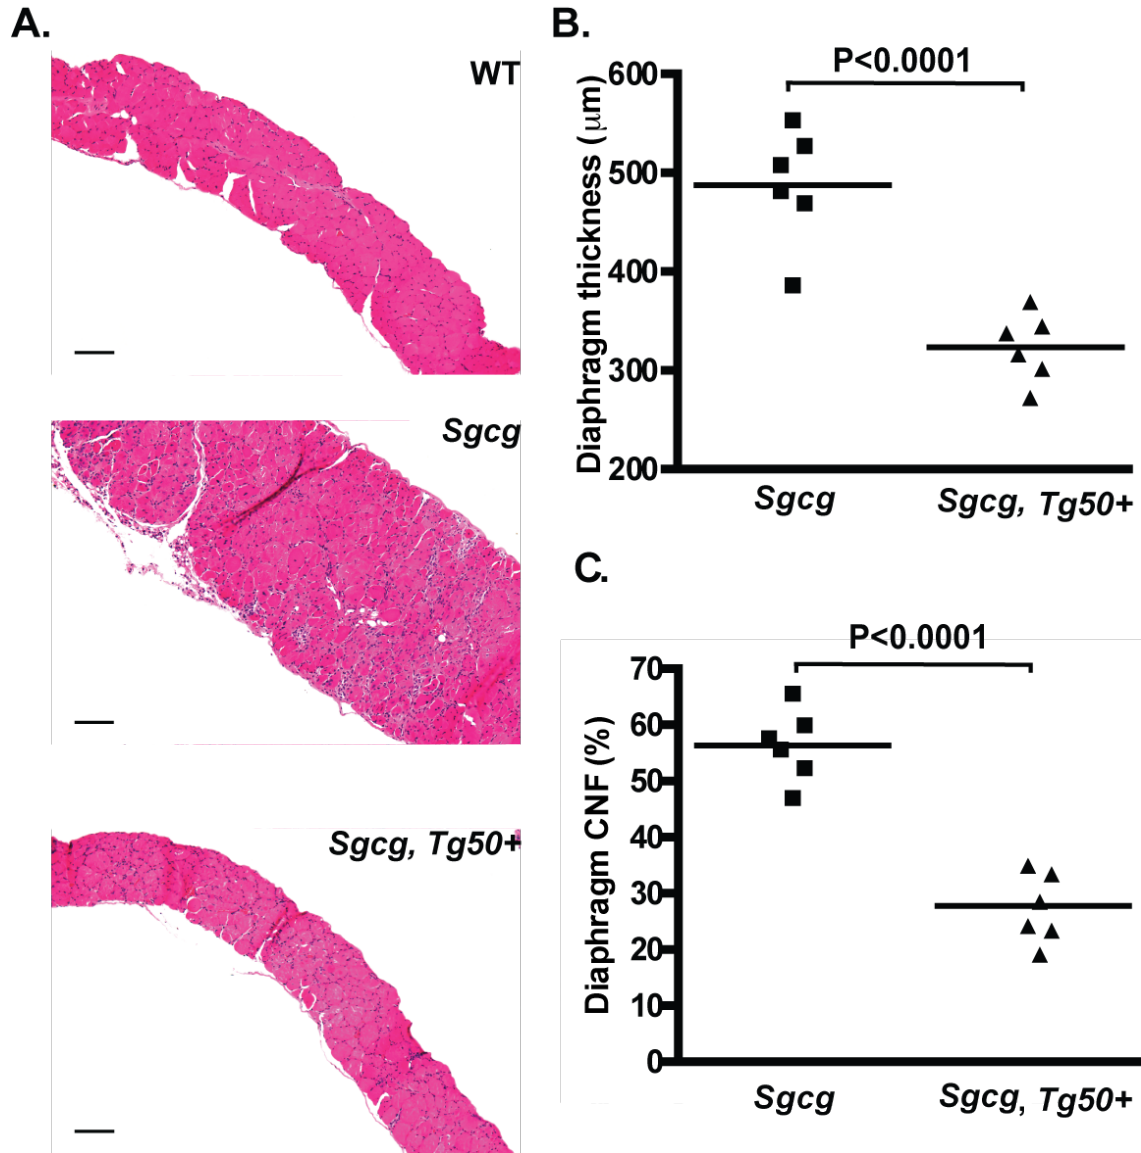 A.
WT
Sgcg
Sgcg, Tg50+
B.
P<0.0001
Diaphragm thickness (μm)
600
500
400
300
200
Sgcg
Sgcg, Tg50+
C.
P<0.0001
Diaphragm CNF (%)
70
60
50
40
30
20
10
0
Sgcg
Sgcg, Tg50+